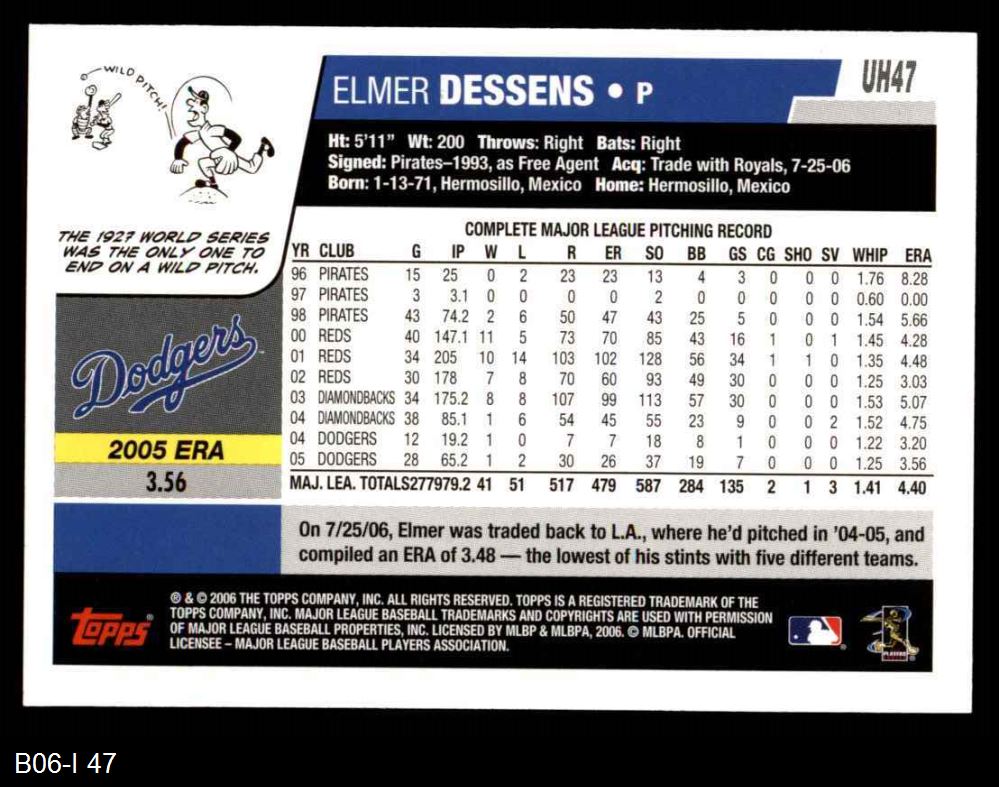 WILD PITCH!
ELMER DESSENS • P
UH47
Ht: 5'11" Wt: 200 Throws: Right Bats: Right
Signed: Pirates–1993, as Free Agent Acq: Trade with Royals, 7-25-06
Born: 1-13-71, Hermosillo, Mexico Home: Hermosillo, Mexico
THE 1927 WORLD SERIES
WAS THE ONLY ONE TO
END ON A WILD PITCH.
COMPLETE MAJOR LEAGUE PITCHING RECORD
YR CLUB G IP W L R ER SO BB GS CG SHO SV WHIP ERA
96 PIRATES 15 25 0 2 23 23 13 4 3 0 0 0 1.76 8.28
97 PIRATES 3 3.1 0 0 0 0 2 0 0 0 0 0 0.60 0.00
98 PIRATES 43 74.2 2 6 50 47 43 25 5 0 0 0 1.54 5.66
00 REDS 40 147.1 11 5 73 70 85 43 16 1 0 1 1.45 4.28
01 REDS 34 205 10 14 103 102 128 56 34 1 1 0 1.35 4.48
02 REDS 30 178 7 8 70 60 93 49 30 0 0 0 1.25 3.03
03 DIAMONDBACKS 34 175.2 8 8 107 99 113 57 30 0 0 0 1.53 5.07
04 DIAMONDBACKS 38 85.1 1 6 54 45 55 23 9 0 0 2 1.52 4.75
04 DODGERS 12 19.2 1 0 7 7 18 8 1 0 0 0 1.22 3.20
05 DODGERS 28 65.2 1 2 30 26 37 19 7 0 0 0 1.25 3.56
MAJ. LEA. TOTALS 277 979.2 41 51 517 479 587 284 135 2 1 3 1.41 4.40
Dodgers
2005 ERA
3.56
On 7/25/06, Elmer was traded back to L.A., where he'd pitched in '04-05, and
compiled an ERA of 3.48 — the lowest of his stints with five different teams.
Topps®
® & © 2006 THE TOPPS COMPANY, INC. ALL RIGHTS RESERVED. TOPPS IS A REGISTERED TRADEMARK OF THE
TOPPS COMPANY, INC. MAJOR LEAGUE BASEBALL TRADEMARKS AND COPYRIGHTS ARE USED WITH PERMISSION
OF MAJOR LEAGUE BASEBALL PROPERTIES, INC. LICENSED BY MLBP & MLBPA, 2006. © MLBPA. OFFICIAL
LICENSEE – MAJOR LEAGUE BASEBALL PLAYERS ASSOCIATION.
PLAYERS
B06-I 47